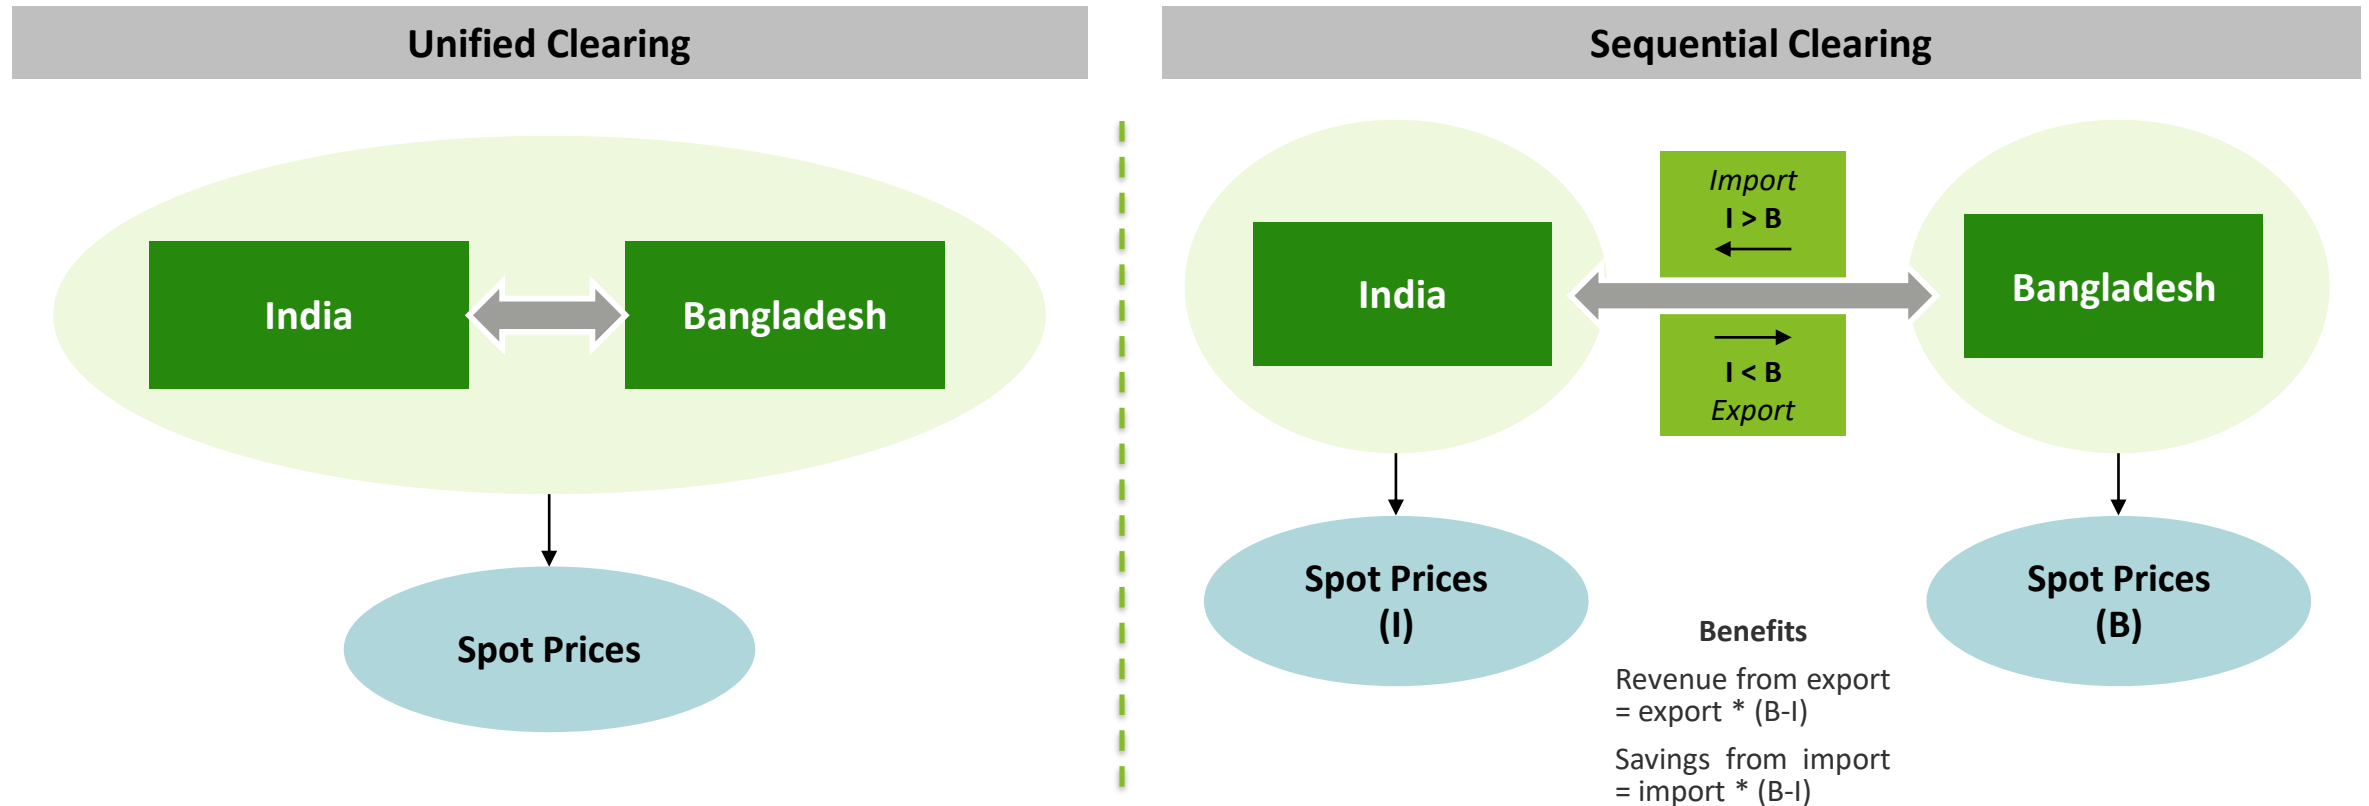 Unified Clearing
India
Bangladesh
Spot Prices
Sequential Clearing
India
Import
I > B
I < B
Export
Bangladesh
Spot Prices
(I)
Spot Prices
(B)
Benefits
Revenue from export
= export * (B-I)
Savings from import
= import * (B-I)